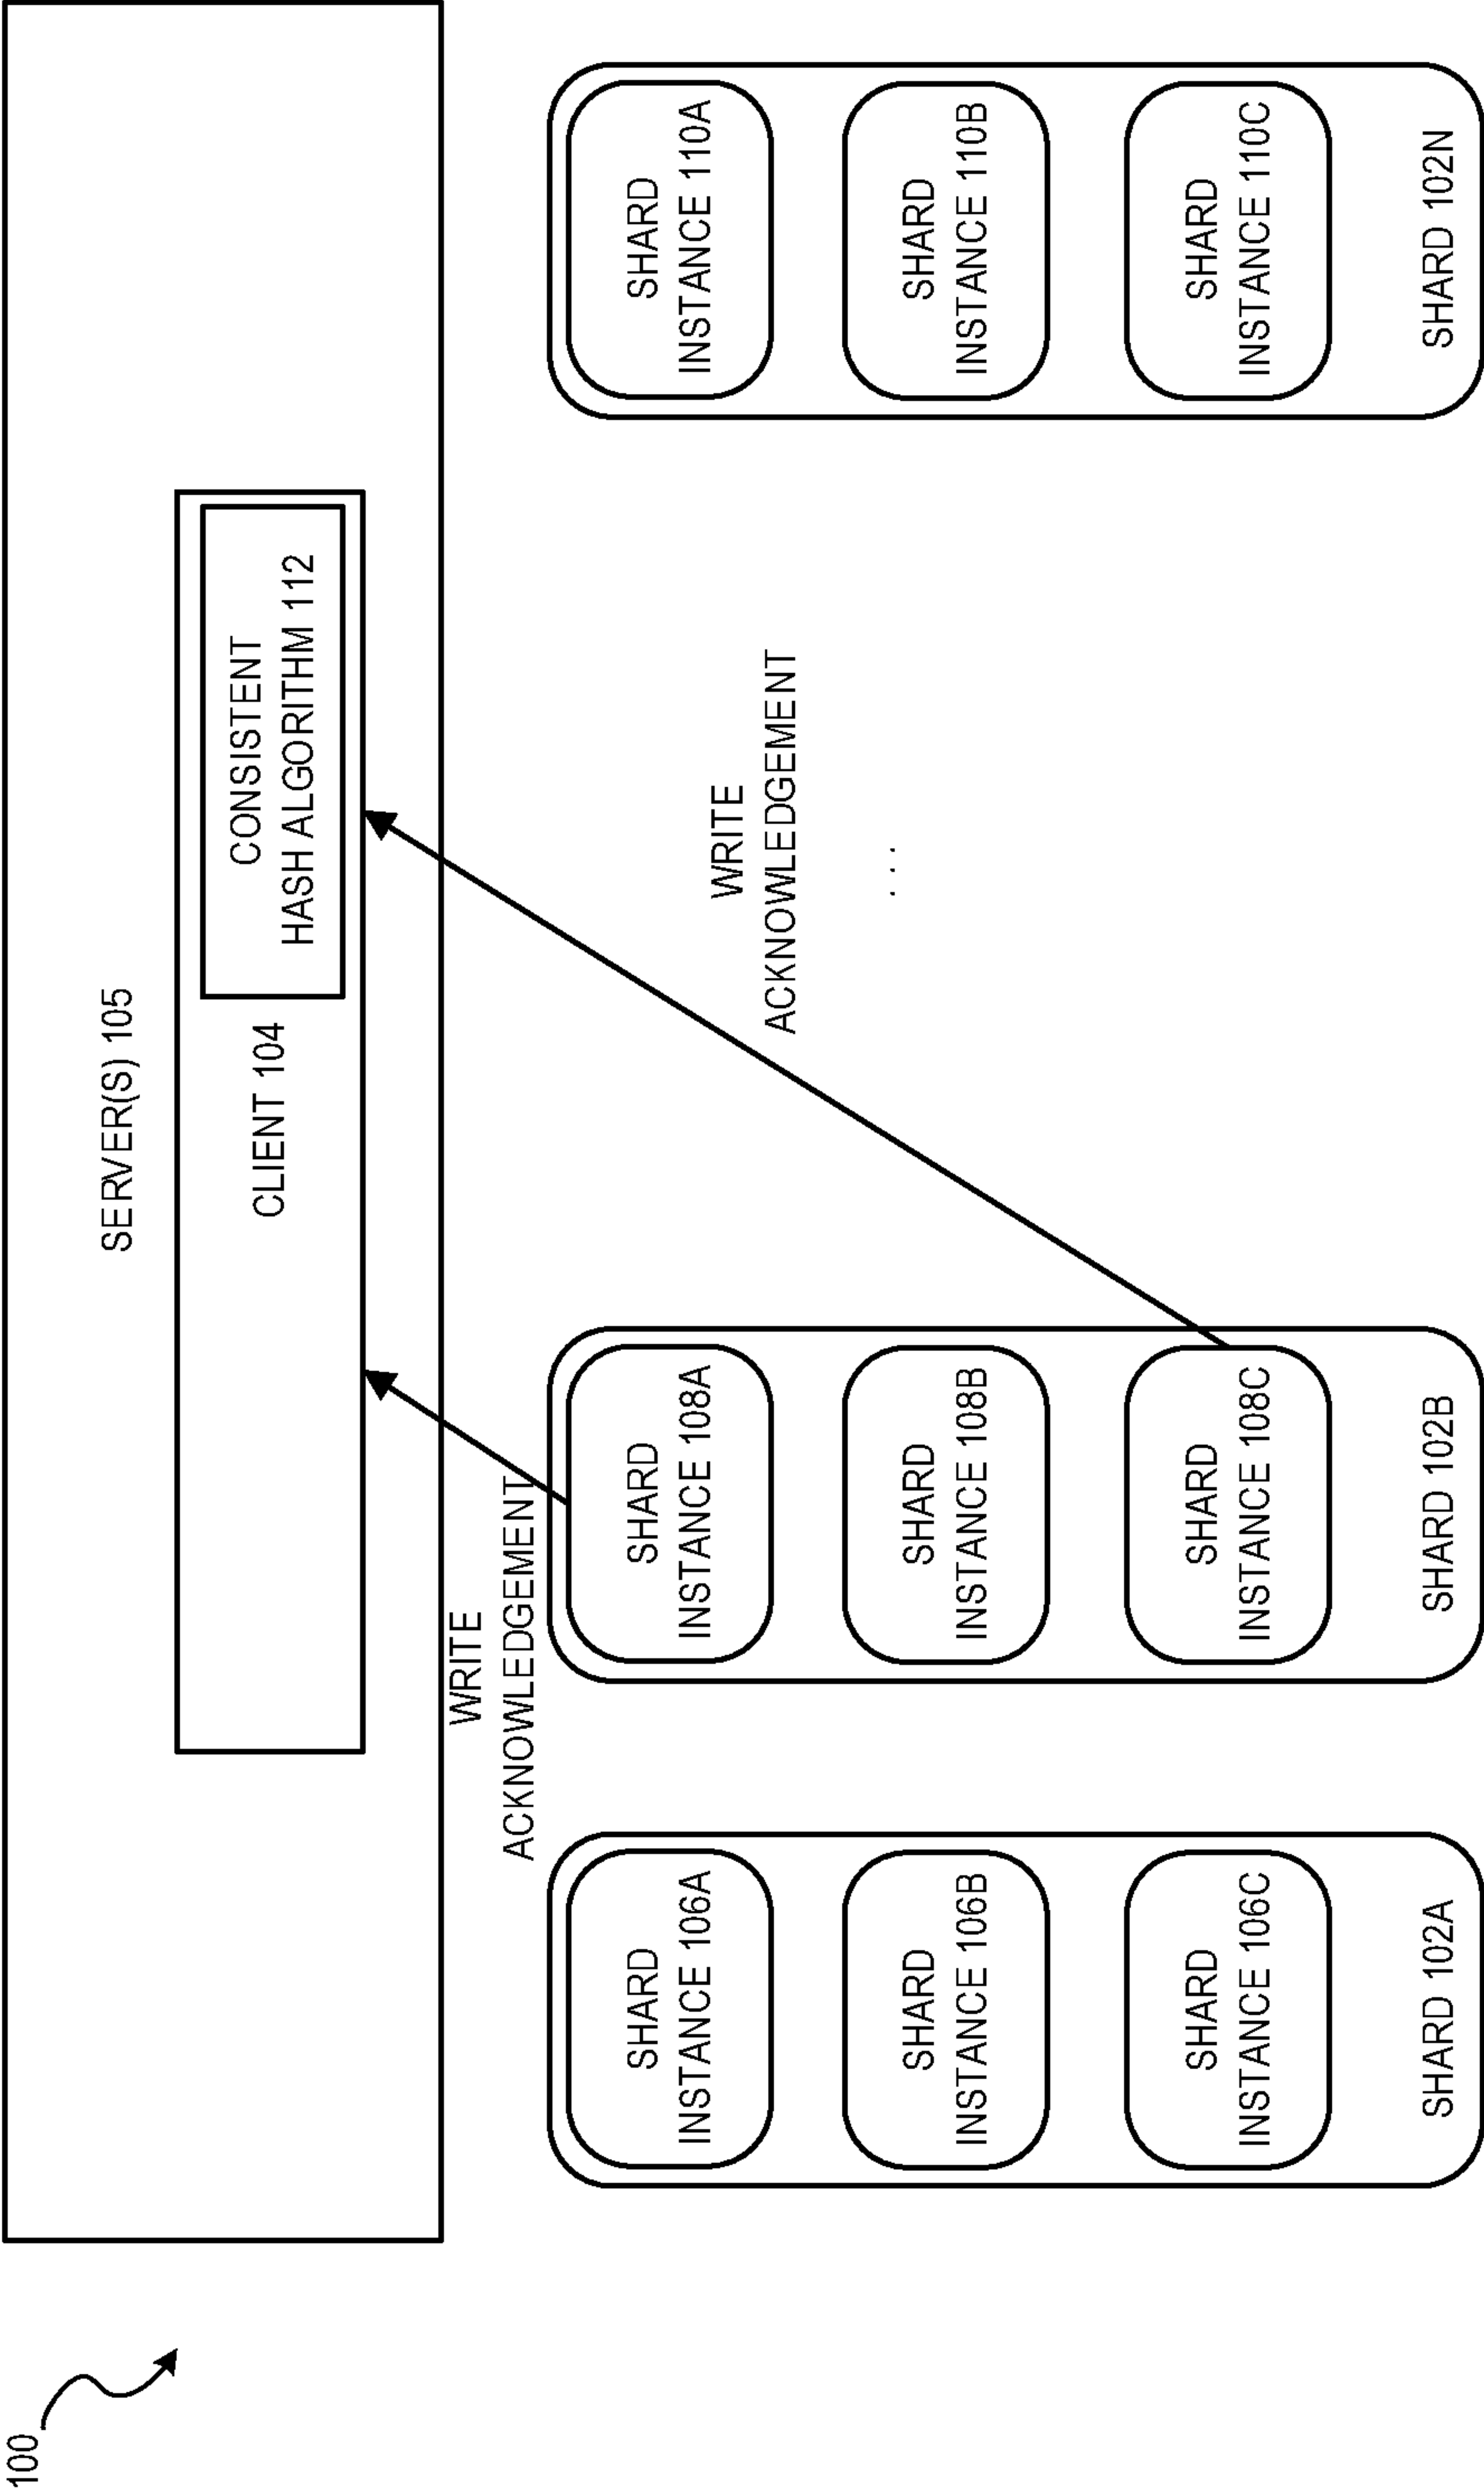 100
SERVER(S) 105
CLIENT 104
CONSISTENT
HASH ALGORITHM 112
WRITE
ACKNOWLEDGEMENT
WRITE
ACKNOWLEDGEMENT
. . .
SHARD
INSTANCE 106A
SHARD
INSTANCE 106B
SHARD
INSTANCE 106C
SHARD 102A
SHARD
INSTANCE 108A
SHARD
INSTANCE 108B
SHARD
INSTANCE 108C
SHARD 102B
SHARD
INSTANCE 110A
SHARD
INSTANCE 110B
SHARD
INSTANCE 110C
SHARD 102N